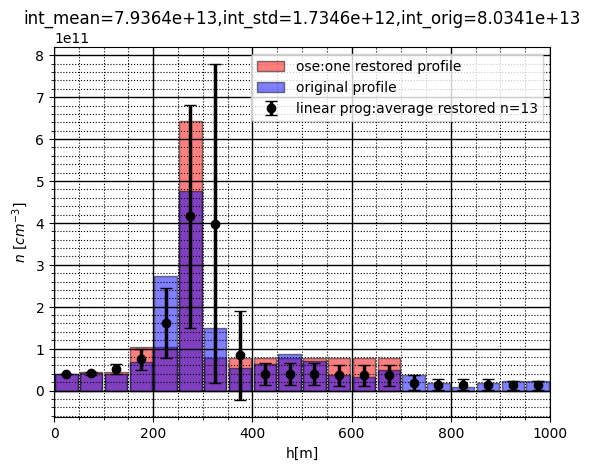 int_mean=7.9364e+13,int_std=1.7346e+12,int_orig=8.0341e+13
1e11
ose:one restored profile
original profile
linear prog:average restored n=13
8
7
6
5
4
3
2
1
0
n [cm⁻³]
0 200 400 600 800 1000
h[m]